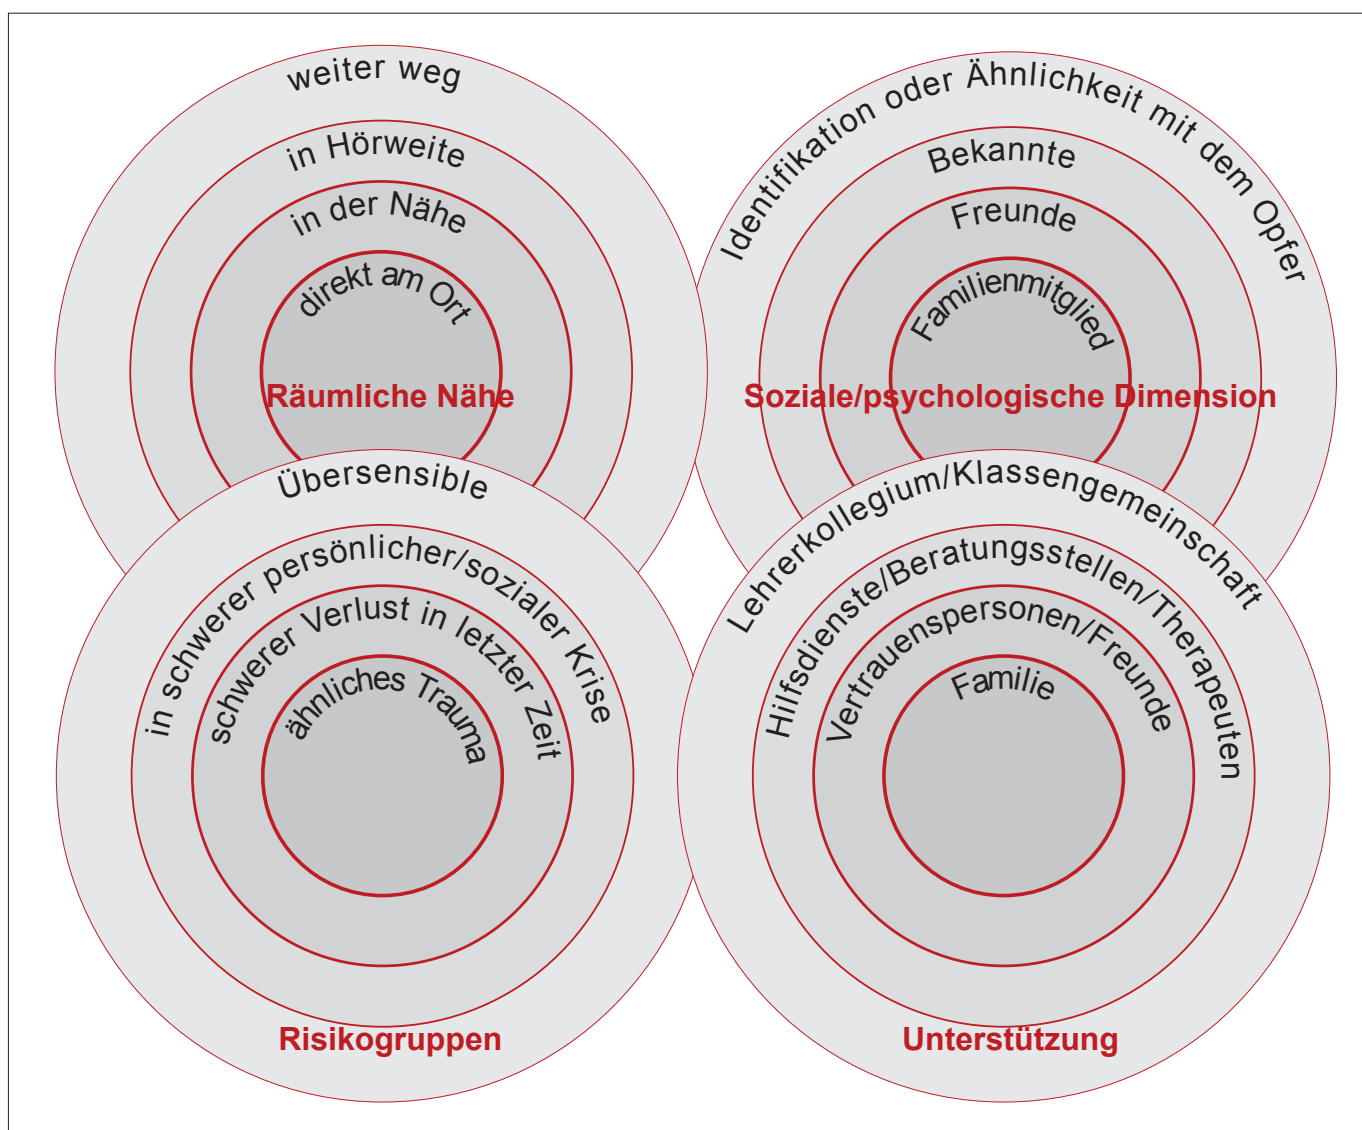 weiter weg
in Hörweite
in der Nähe
direkt am Ort
Räumliche Nähe
Identifikation oder Ähnlichkeit mit dem Opfer
Bekannte
Freunde
Familienmitglied
Soziale/psychologische Dimension
Übersensible
in schwerer persönlicher/sozialer Krise
schwerer Verlust in letzter Zeit
ähnliches Trauma
Risikogruppen
Lehrerkollegium/Klassengemeinschaft
Hilfsdienste/Beratungsstellen/Therapeuten
Vertrauenspersonen/Freunde
Familie
Unterstützung